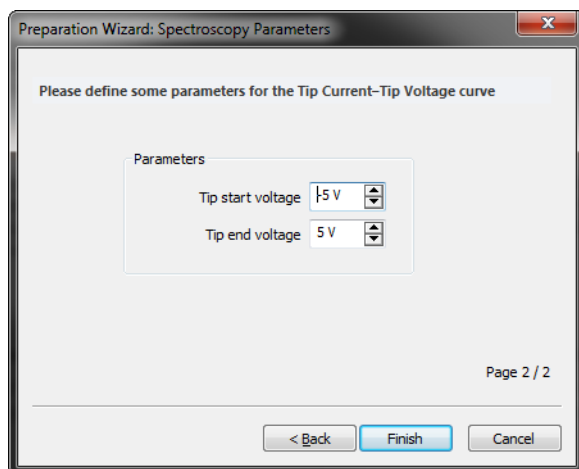 Preparation Wizard: Spectroscopy Parameters
Please define some parameters for the Tip Current–Tip Voltage curve
Parameters
Tip start voltage -5 V
Tip end voltage 5 V
Page 2 / 2
< Back Finish Cancel